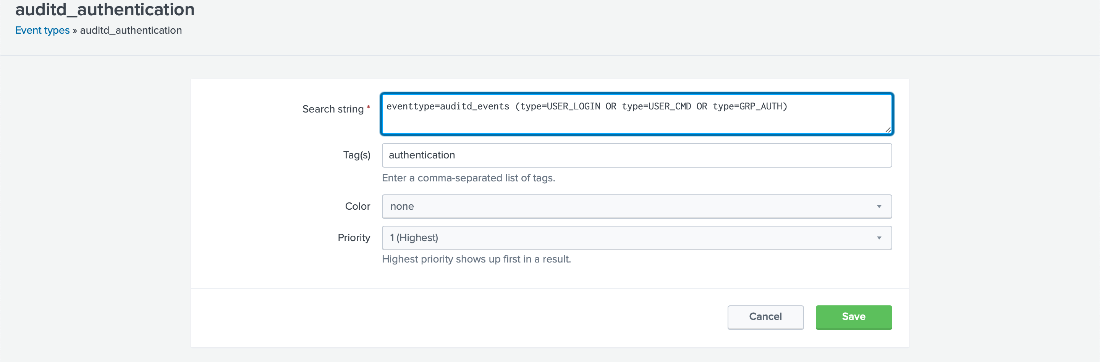 auditd_authentication
Event types » auditd_authentication
Search string *
eventtype=auditd_events (type=USER_LOGIN OR type=USER_CMD OR type=GRP_AUTH)
Tag(s)
authentication
Enter a comma-separated list of tags.
Color
none
Priority
1 (Highest)
Highest priority shows up first in a result.
Cancel
Save